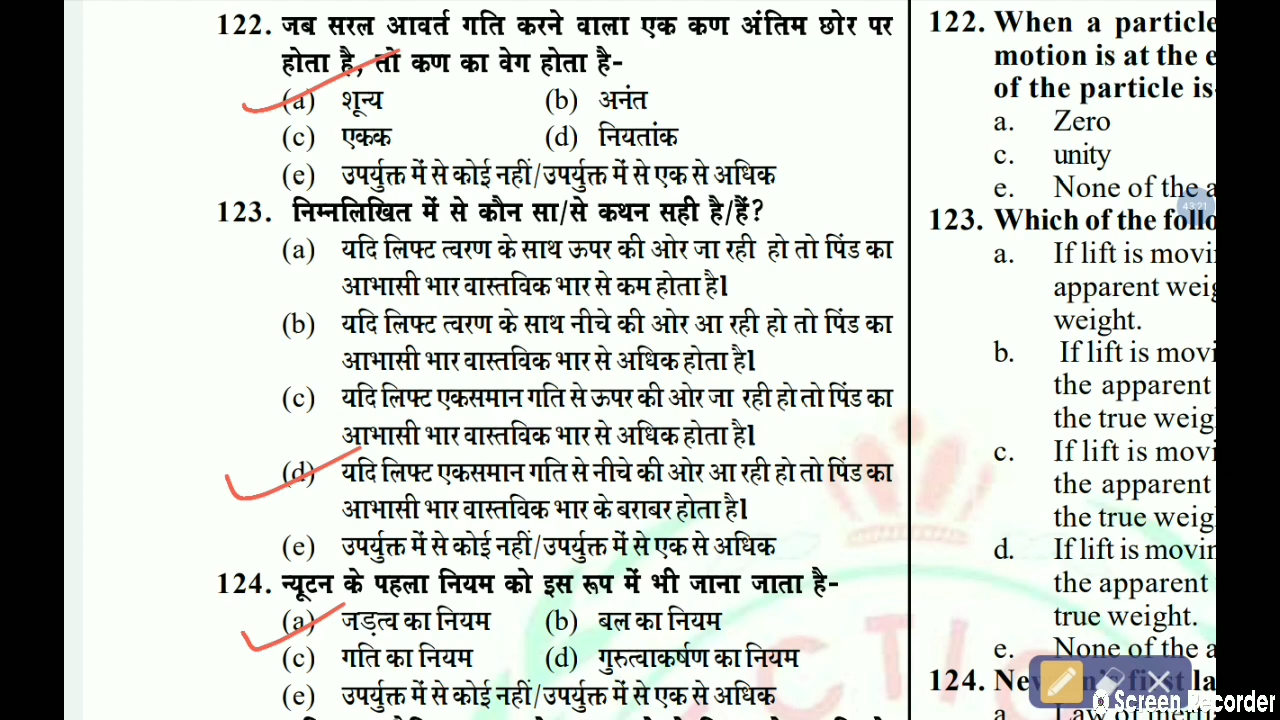 122. जब सरल आवर्त गति करने वाला एक कण अंतिम छोर पर
होता है, तो कण का वेग होता है-
(a) शून्य (b) अनंत
(c) एकक (d) नियतांक
(e) उपर्युक्त में से कोई नहीं/उपर्युक्त में से एक से अधिक
123. निम्नलिखित में से कौन सा/से कथन सही है/हैं?
(a) यदि लिफ्ट त्वरण के साथ ऊपर की ओर जा रही हो तो पिंड का
आभासी भार वास्तविक भार से कम होता है।
(b) यदि लिफ्ट त्वरण के साथ नीचे की ओर आ रही हो तो पिंड का
आभासी भार वास्तविक भार से अधिक होता है।
(c) यदि लिफ्ट एकसमान गति से ऊपर की ओर जा रही हो तो पिंड का
आभासी भार वास्तविक भार से अधिक होता है।
(d) यदि लिफ्ट एकसमान गति से नीचे की ओर आ रही हो तो पिंड का
आभासी भार वास्तविक भार के बराबर होता है।
(e) उपर्युक्त में से कोई नहीं/उपर्युक्त में से एक से अधिक
124. न्यूटन के पहला नियम को इस रूप में भी जाना जाता है-
(a) जड़त्व का नियम (b) बल का नियम
(c) गति का नियम (d) गुरुत्वाकर्षण का नियम
(e) उपर्युक्त में से कोई नहीं/उपर्युक्त में से एक से अधिक
122. When a particle
motion is at the e
of the particle is-
a. Zero
c. unity
e. None of the a
43:21
123. Which of the follo
a. If lift is movi
apparent weig
weight.
b. If lift is movi
the apparent
the true weig
c. If lift is movi
the apparent
the true weig
d. If lift is movin
the apparent
true weight.
e. None of the a
124. la
a. Law of
Screen Recorder
CTI